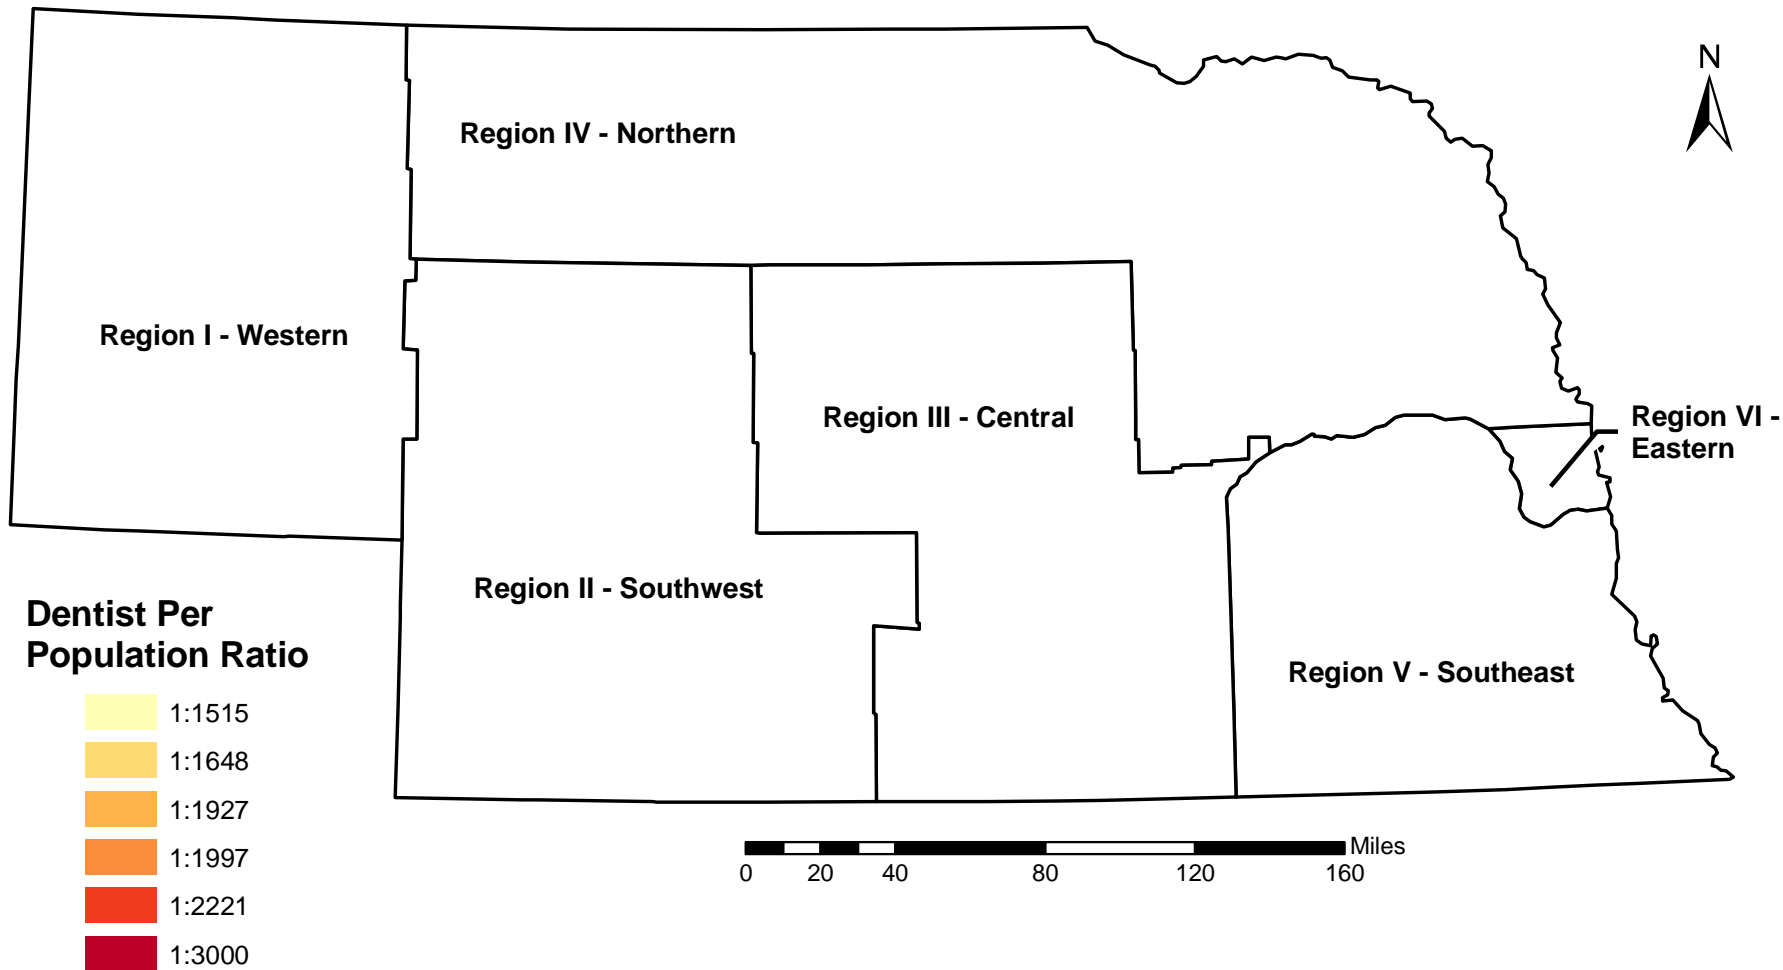 N
Region IV - Northern
Region I - Western
Region III - Central
Region VI -
Eastern
Region II - Southwest
Region V - Southeast
Dentist Per
Population Ratio
1:1515
1:1648
1:1927
1:1997
1:2221
1:3000
Miles
0 20 40 80 120 160